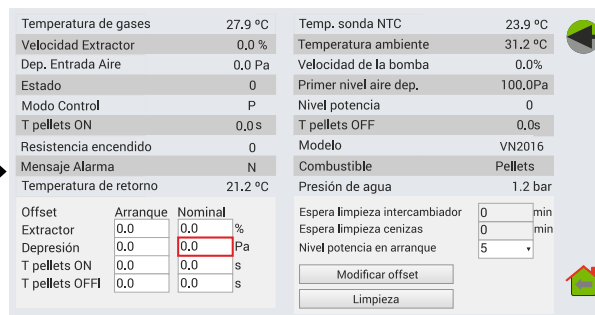 Temperatura de gases 27.9 ºC
Velocidad Extractor 0.0 %
Dep. Entrada Aire 0.0 Pa
Estado 0
Modo Control P
T pellets ON 0.0 s
Resistencia encendido 0
Mensaje Alarma N
Temperatura de retorno 21.2 ºC
Offset Arranque Nominal
Extractor 0.0 0.0 %
Depresión 0.0 0.0 Pa
T pellets ON 0.0 0.0 s
T pellets OFFl 0.0 0.0 s
Temp. sonda NTC 23.9 ºC
Temperatura ambiente 31.2 ºC
Velocidad de la bomba 0.0%
Primer nivel aire dep. 100.0Pa
Nivel potencia 0
T pellets OFF 0.0s
Modelo VN2016
Combustible Pellets
Presión de agua 1.2 bar
Espera limpieza intercambiador 0 min
Espera limpieza cenizas 0 min
Nivel potencia en arranque 5
Modificar offset
Limpieza